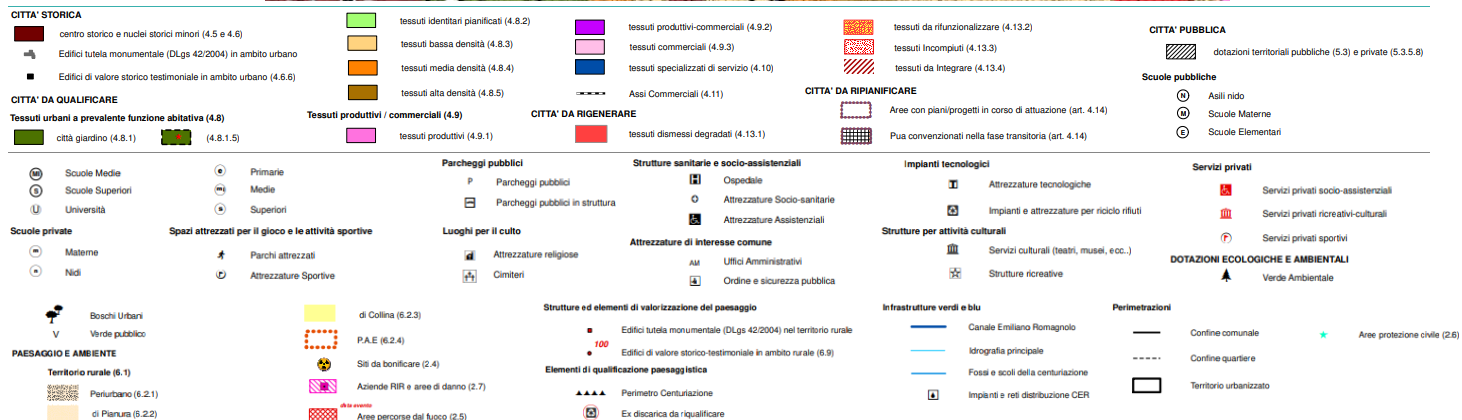 CITTA' STORICA
centro storico e nuclei storici minori (4.5 e 4.6)
Edifici tutela monumentale (DLgs 42/2004) in ambito urbano
Edifici di valore storico testimoniale in ambito urbano (4.6.6)
CITTA' DA QUALIFICARE
Tessuti urbani a prevalente funzione abitativa (4.8)
città giardino (4.8.1)
(4.8.1.5)
tessuti identitari pianificati (4.8.2)
tessuti bassa densità (4.8.3)
tessuti media densità (4.8.4)
tessuti alta densità (4.8.5)
Tessuti produttivi / commerciali (4.9)
tessuti produttivi (4.9.1)
tessuti produttivi-commerciali (4.9.2)
tessuti commerciali (4.9.3)
tessuti specializzati di servizio (4.10)
Assi Commerciali (4.11)
CITTA' DA RIGENERARE
tessuti dismessi degradati (4.13.1)
tessuti da rifunzionalizzare (4.13.2)
tessuti Incompiuti (4.13.3)
tessuti da Integrare (4.13.4)
CITTA' DA RIPIANIFICARE
Aree con piani/progetti in corso di attuazione (art. 4.14)
Pua convenzionati nella fase transitoria (art. 4.14)
CITTA' PUBBLICA
dotazioni territoriali pubbliche (5.3) e private (5.3.5.8)
Scuole pubbliche
N Asili nido
M Scuole Materne
E Scuole Elementari
MI Scuole Medie
S Scuole Superiori
U Università
Scuole private
m Materne
n Nidi
e Primarie
mi Medie
s Superiori
Spazi attrezzati per il gioco e le attività sportive
Parchi attrezzati
Attrezzature Sportive
Parcheggi pubblici
P Parcheggi pubblici
Parcheggi pubblici in struttura
Luoghi per il culto
Attrezzature religiose
Cimiteri
Strutture sanitarie e socio-assistenziali
H Ospedale
Attrezzature Socio-sanitarie
Attrezzature Assistenziali
Attrezzature di interesse comune
AM Uffici Amministrativi
Ordine e sicurezza pubblica
Impianti tecnologici
T Attrezzature tecnologiche
Impianti e attrezzature per riciclo rifiuti
Strutture per attività culturali
Servizi culturali (teatri, musei, ecc..)
Strutture ricreative
Servizi privati
Servizi privati socio-assistenziali
Servizi privati ricreativi-culturali
Servizi privati sportivi
DOTAZIONI ECOLOGICHE E AMBIENTALI
Verde Ambientale
Boschi Urbani
V Verde pubblico
PAESAGGIO E AMBIENTE
Territorio rurale (6.1)
Periurbano (6.2.1)
di Pianura (6.2.2)
di Collina (6.2.3)
P.A.E (6.2.4)
Siti da bonificare (2.4)
Aziende RIR e aree di danno (2.7)
Aree percorse dal fuoco (2.5)
Strutture ed elementi di valorizzazione del paesaggio
Edifici tutela monumentale (DLgs 42/2004) nel territorio rurale
100
Edifici di valore storico-testimoniale in ambito rurale (6.9)
Elementi di qualificazione paesaggistica
Perimetro Centuriazione
Ex discarica da riqualificare
Infrastrutture verdi e blu
Canale Emiliano Romagnolo
Idrografia principale
Fossi e scoli della centuriazione
Impianti e reti distribuzione CER
Perimetrazioni
Confine comunale
Confine quartiere
Territorio urbanizzato
Aree protezione civile (2.6)